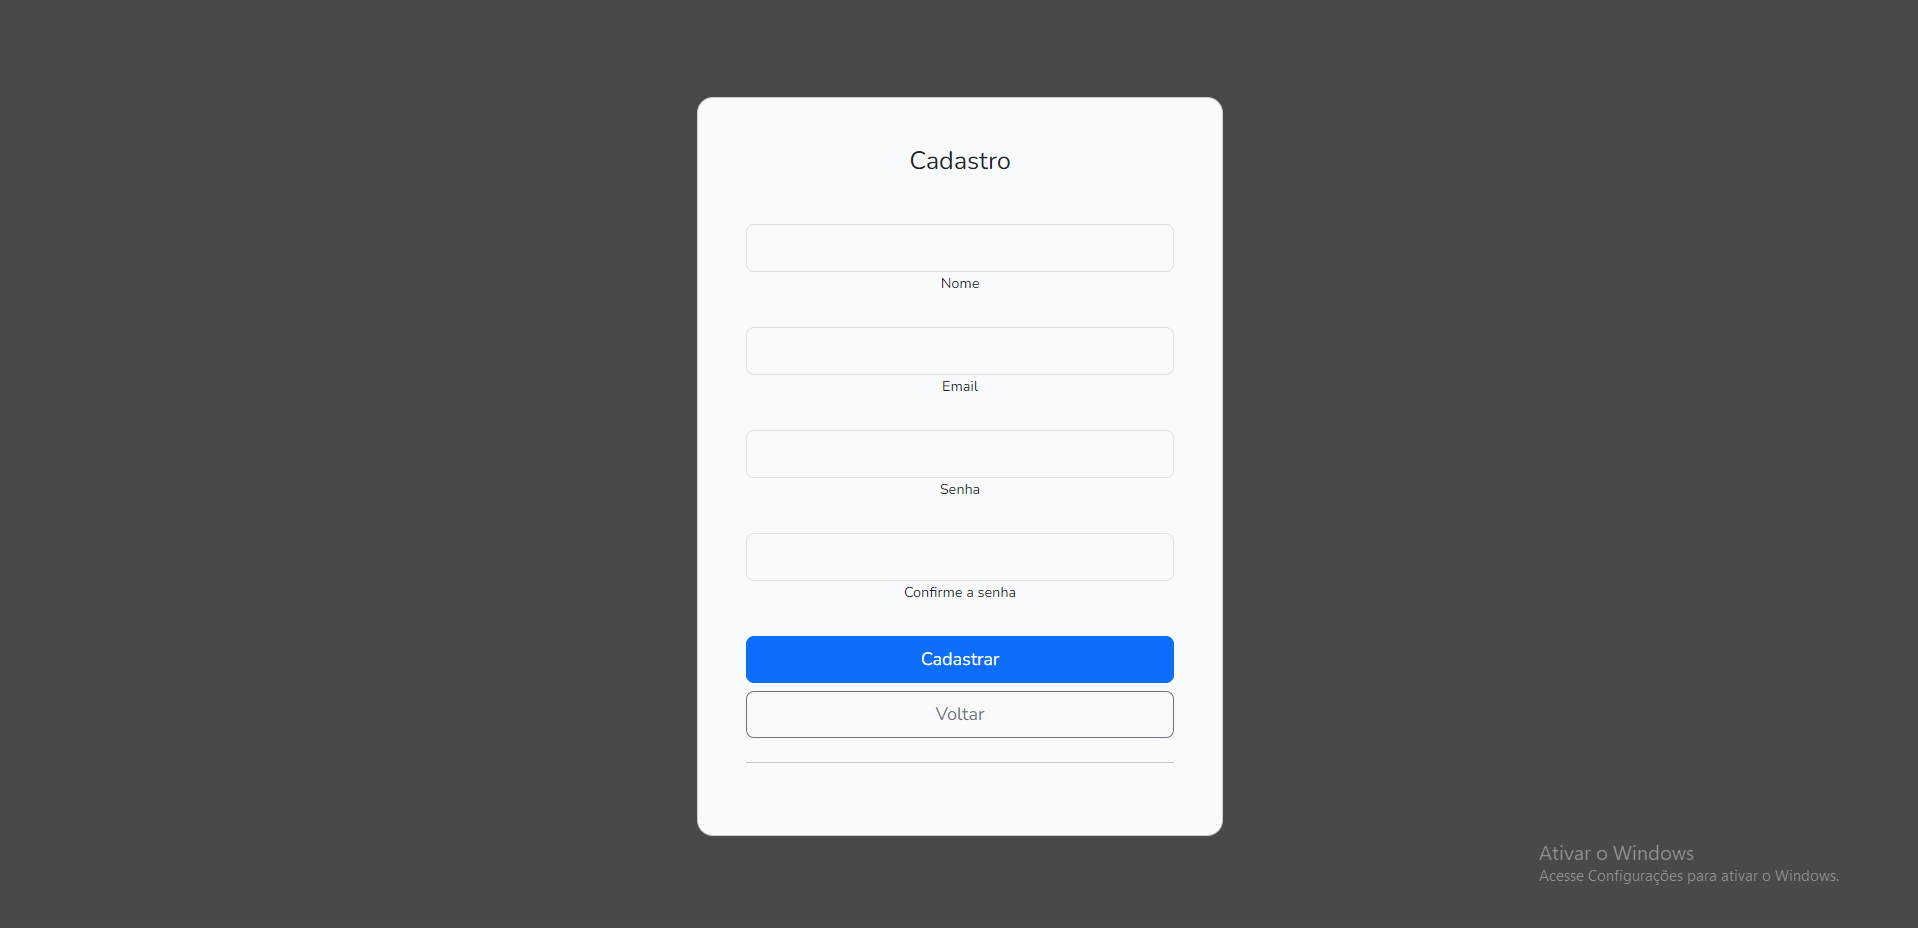 Cadastro
Nome
Email
Senha
Confirme a senha
Cadastrar
Voltar
Ativar o Windows
Acesse Configurações para ativar o Windows.